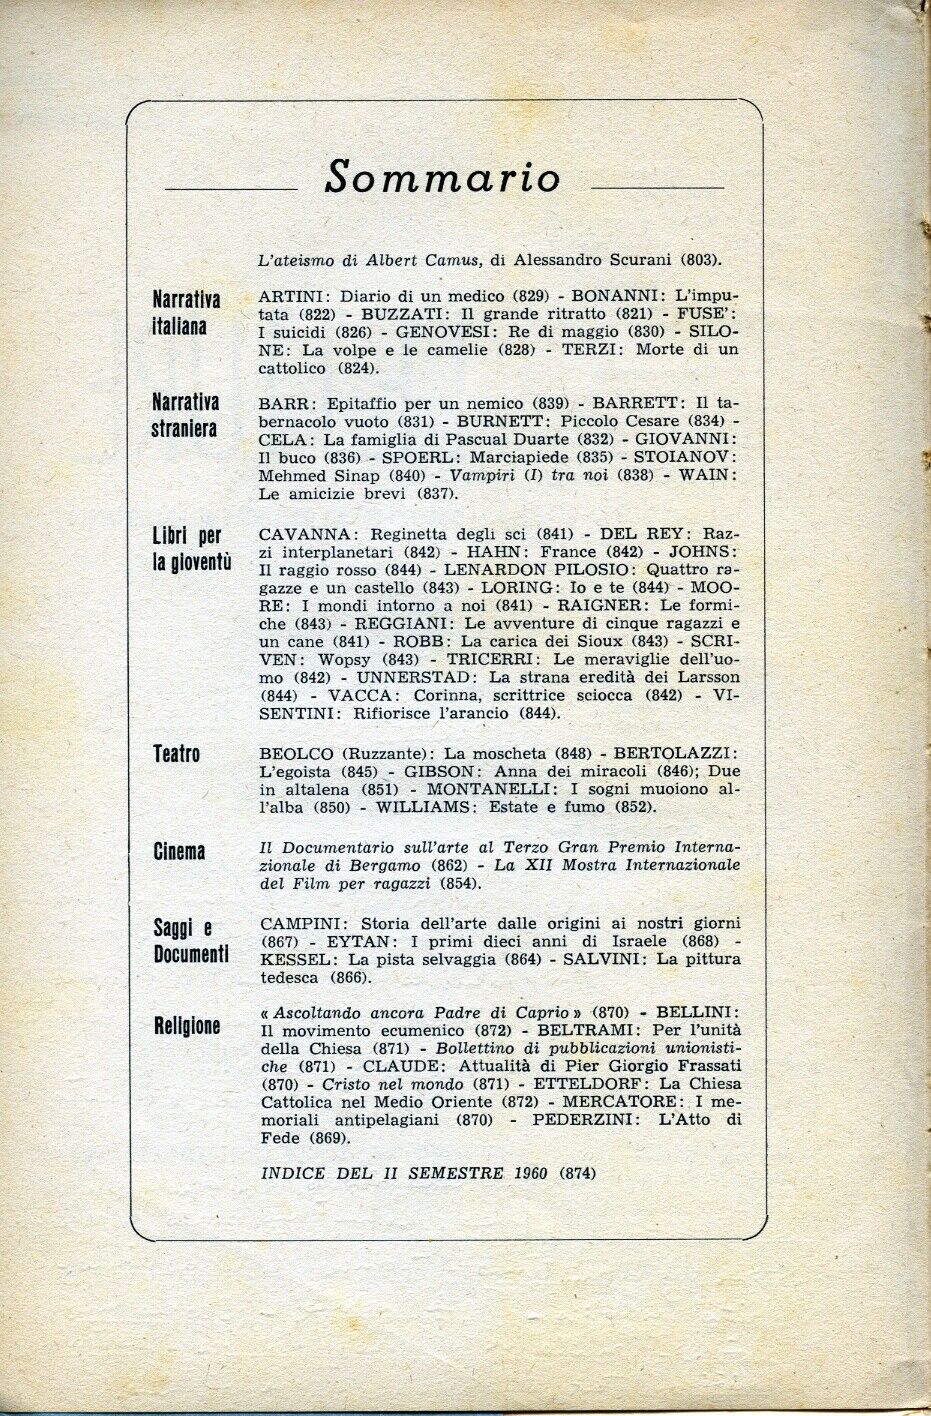 Sommario
L'ateismo di Albert Camus, di Alessandro Scurani (803).
Narrativa
italiana
ARTINI: Diario di un medico (829) - BONANNI: L'impu-
tata (822) - BUZZATI: Il grande ritratto (821) - FUSE':
I suicidi (826) - GENOVESI: Re di maggio (830) - SILO-
NE: La volpe e le camelie (828) - TERZI: Morte di un
cattolico (824).
Narrativa
straniera
BARR: Epitaffio per un nemico (839) - BARRETT: Il ta-
bernacolo vuoto (831) - BURNETT: Piccolo Cesare (834) -
CELA: La famiglia di Pascual Duarte (832) - GIOVANNI:
Il buco (836) - SPOERL: Marciapiede (835) - STOIANOV:
Mehmed Sinap (840) - Vampiri (I) tra noi (838) - WAIN:
Le amicizie brevi (837).
Libri per
la gioventù
CAVANNA: Reginetta degli sci (841) - DEL REY: Raz-
zi interplanetari (842) - HAHN: France (842) - JOHNS:
Il raggio rosso (844) - LENARDON PILOSIO: Quattro ra-
gazze e un castello (843) - LORING: Io e te (844) - MOO-
RE: I mondi intorno a noi (841) - RAIGNER: Le formi-
che (843) - REGGIANI: Le avventure di cinque ragazzi e
un cane (841) - ROBB: La carica dei Sioux (843) - SCRI-
VEN: Wopsy (843) - TRICERRI: Le meraviglie dell'uo-
mo (842) - UNNERSTAD: La strana eredità dei Larsson
(844) - VACCA: Corinna, scrittrice sciocca (842) - VI-
SENTINI: Rifiorisce l'arancio (844).
Teatro
BEOLCO (Ruzzante): La moscheta (848) - BERTOLAZZI:
L'egoista (845) - GIBSON: Anna dei miracoli (846); Due
in altalena (851) - MONTANELLI: I sogni muoiono al-
l'alba (850) - WILLIAMS: Estate e fumo (852).
Cinema
Il Documentario sull'arte al Terzo Gran Premio Interna-
zionale di Bergamo (862) - La XII Mostra Internazionale
del Film per ragazzi (854).
Saggi e
Documenti
CAMPINI: Storia dell'arte dalle origini ai nostri giorni
(867) - EYTAN: I primi dieci anni di Israele (868) -
KESSEL: La pista selvaggia (864) - SALVINI: La pittura
tedesca (866).
Religione
« Ascoltando ancora Padre di Caprio » (870) - BELLINI:
Il movimento ecumenico (872) - BELTRAMI: Per l'unità
della Chiesa (871) - Bollettino di pubblicazioni unionisti-
che (871) - CLAUDE: Attualità di Pier Giorgio Frassati
(870) - Cristo nel mondo (871) - ETTELDORF: La Chiesa
Cattolica nel Medio Oriente (872) - MERCATORE: I me-
moriali antipelagiani (870) - PEDERZINI: L'Atto di
Fede (869).
INDICE DEL II SEMESTRE 1960 (874)